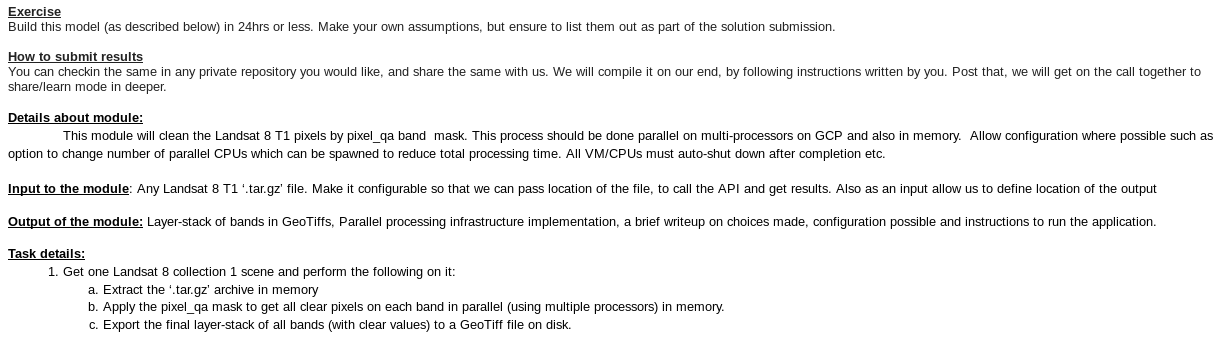 Exercise
Build this model (as described below) in 24hrs or less. Make your own assumptions, but ensure to list them out as part of the solution submission.
How to submit results
You can checkin the same in any private repository you would like, and share the same with us. We will compile it on our end, by following instructions written by you. Post that, we will get on the call together to
share/learn mode in deeper.
Details about module:
This module will clean the Landsat 8 T1 pixels by pixel_qa band  mask. This process should be done parallel on multi-processors on GCP and also in memory.  Allow configuration where possible such as
option to change number of parallel CPUs which can be spawned to reduce total processing time. All VM/CPUs must auto-shut down after completion etc.
Input to the module: Any Landsat 8 T1 ‘.tar.gz’ file. Make it configurable so that we can pass location of the file, to call the API and get results. Also as an input allow us to define location of the output
Output of the module: Layer-stack of bands in GeoTiffs, Parallel processing infrastructure implementation, a brief writeup on choices made, configuration possible and instructions to run the application.
Task details:
1. Get one Landsat 8 collection 1 scene and perform the following on it:
a. Extract the ‘.tar.gz’ archive in memory
b. Apply the pixel_qa mask to get all clear pixels on each band in parallel (using multiple processors) in memory.
c. Export the final layer-stack of all bands (with clear values) to a GeoTiff file on disk.